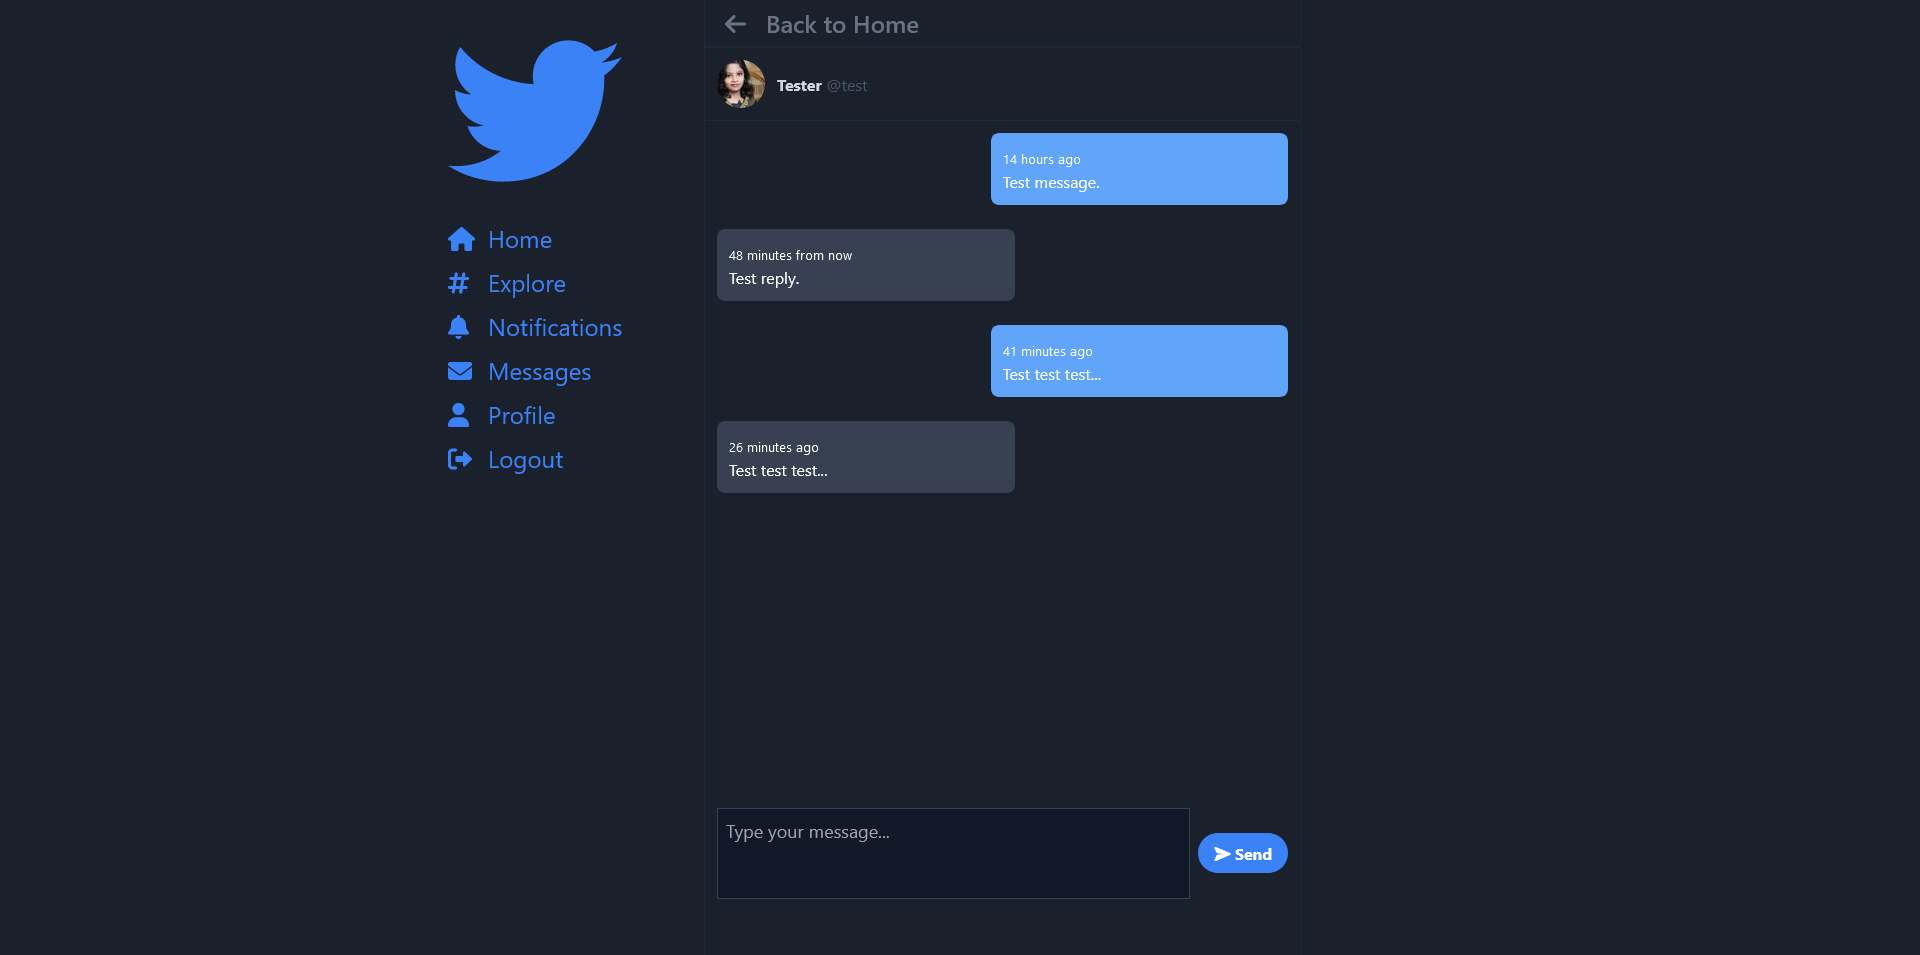 Back to Home
Tester @test
Home
Explore
Notifications
Messages
Profile
Logout
14 hours ago
Test message.
48 minutes from now
Test reply.
41 minutes ago
Test test test...
26 minutes ago
Test test test...
Type your message...
Send